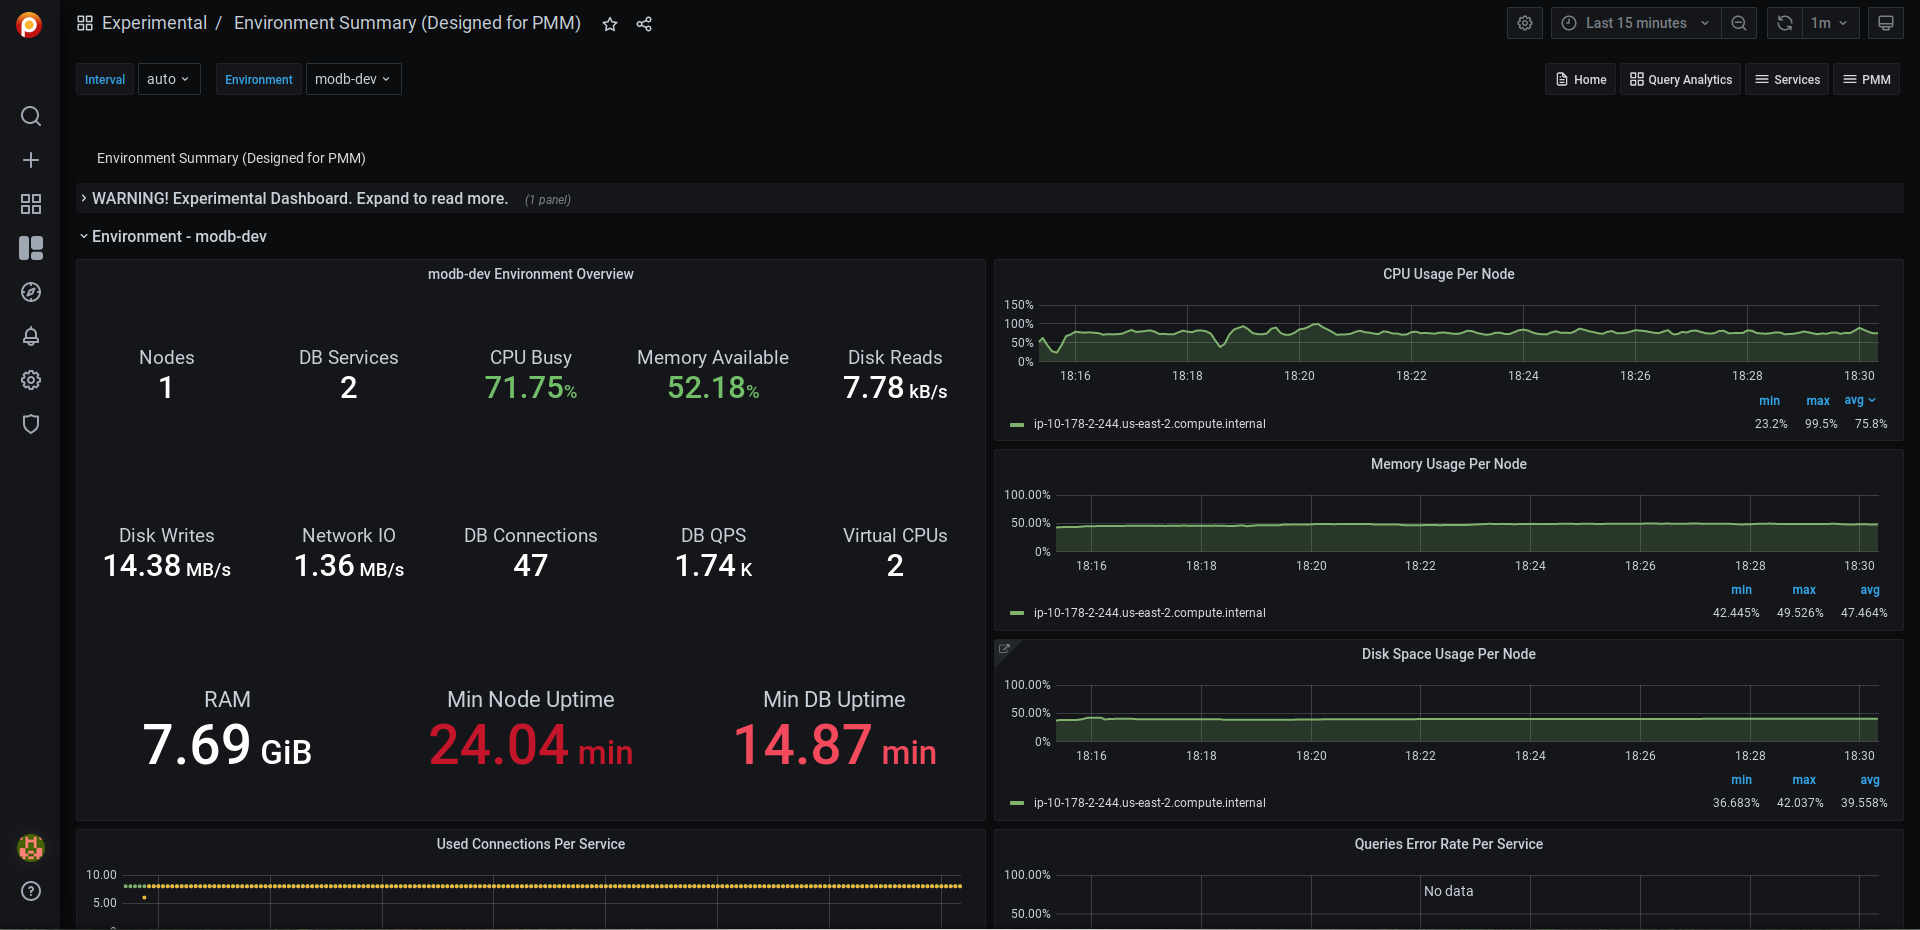 Experimental / Environment Summary (Designed for PMM)
Last 15 minutes
1m
Interval auto Environment modb-dev
Home Query Analytics Services PMM
Environment Summary (Designed for PMM)
WARNING! Experimental Dashboard. Expand to read more. (1 panel)
Environment - modb-dev
modb-dev Environment Overview
Nodes DB Services CPU Busy Memory Available Disk Reads
1 2 71.75% 52.18% 7.78 kB/s
Disk Writes Network IO DB Connections DB QPS Virtual CPUs
14.38 MB/s 1.36 MB/s 47 1.74 K 2
RAM Min Node Uptime Min DB Uptime
7.69 GiB 24.04 min 14.87 min
CPU Usage Per Node
150%
100%
50%
0%
18:16 18:18 18:20 18:22 18:24 18:26 18:28 18:30
min max avg
ip-10-178-2-244.us-east-2.compute.internal 23.2% 99.5% 75.8%
Memory Usage Per Node
100.00%
50.00%
0%
18:16 18:18 18:20 18:22 18:24 18:26 18:28 18:30
min max avg
ip-10-178-2-244.us-east-2.compute.internal 42.445% 49.526% 47.464%
Disk Space Usage Per Node
100.00%
50.00%
0%
18:16 18:18 18:20 18:22 18:24 18:26 18:28 18:30
min max avg
ip-10-178-2-244.us-east-2.compute.internal 36.683% 42.037% 39.558%
Used Connections Per Service
10.00
5.00
Queries Error Rate Per Service
100.00%
No data
50.00%